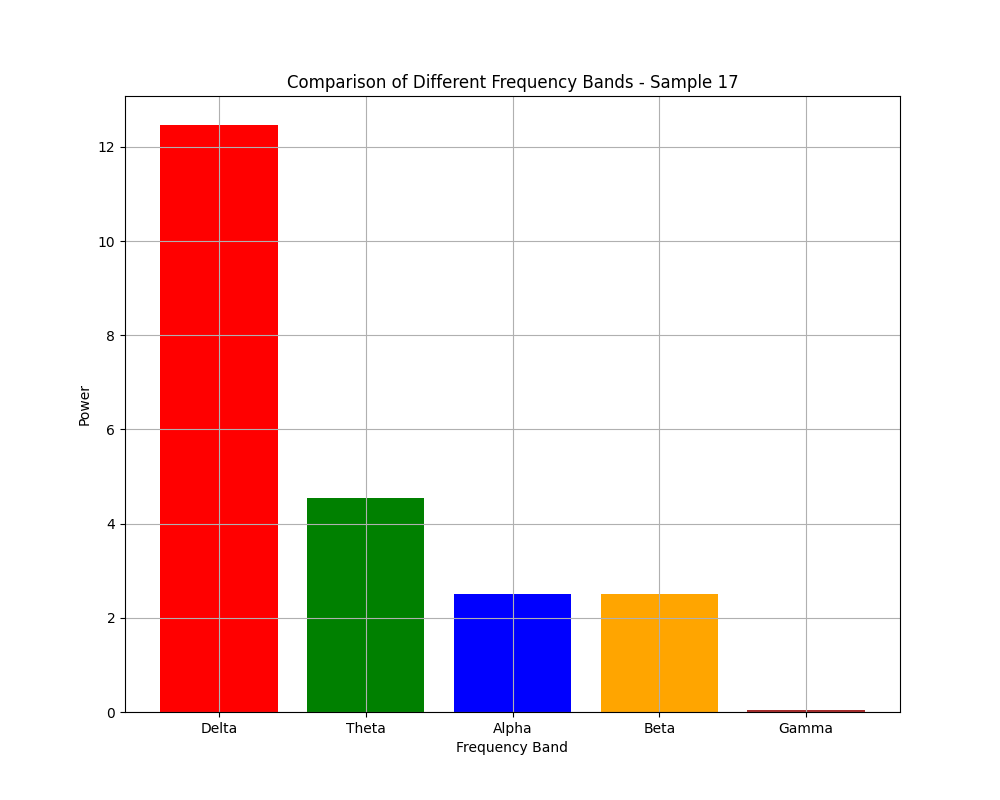 Comparison of Different Frequency Bands - Sample 17
12
10
8
6
4
2
0
Power
Delta Theta Alpha Beta Gamma
Frequency Band